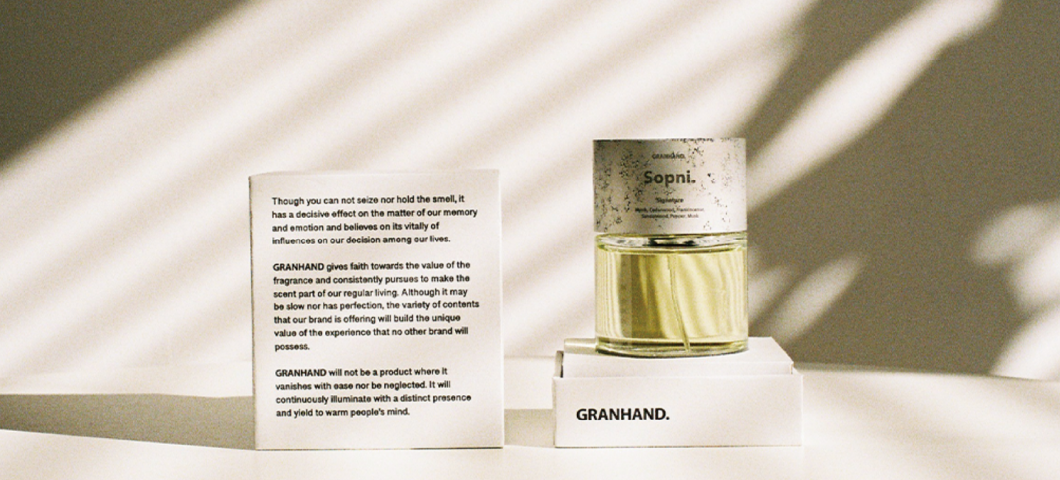 Though you can not seize nor hold the smell, it
has a decisive effect on the matter of our memory
and emotion and believes on its vitally of
influences on our decision among our lives.
GRANHAND gives faith towards the value of the
fragrance and consistently pursues to make the
scent part of our regular living. Although it may
be slow nor has perfection, the variety of contents
that our brand is offering will build the unique
value of the experience that no other brand will
possess.
GRANHAND will not be a product where it
vanishes with ease nor be neglected. It will
continuously illuminate with a distinct presence
and yield to warm people's mind.
GRANHAND.
Sopni.
Signature
GRANHAND.